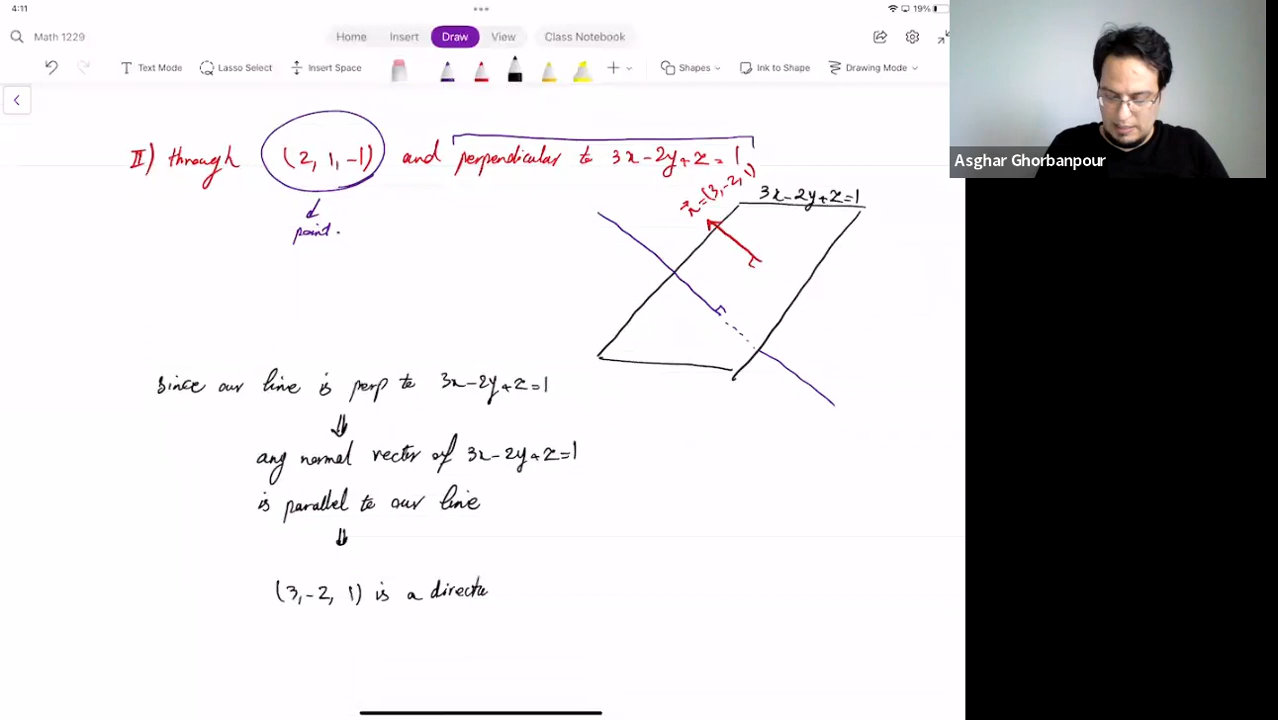 4:11
19%
Math 1229
Home Insert Draw View Class Notebook
Text Mode Lasso Select Insert Space Shapes Ink to Shape Drawing Mode
Asghar Ghorbanpour
II) through (2, 1, -1) and perpendicular to 3x-2y+z=1
point.
n=(3,-2,1)
3x-2y+z=1
Since our line is perp to 3x-2y+z=1
⇓
any normal vector of 3x-2y+z=1
is parallel to our line
⇓
(3,-2, 1) is a directio